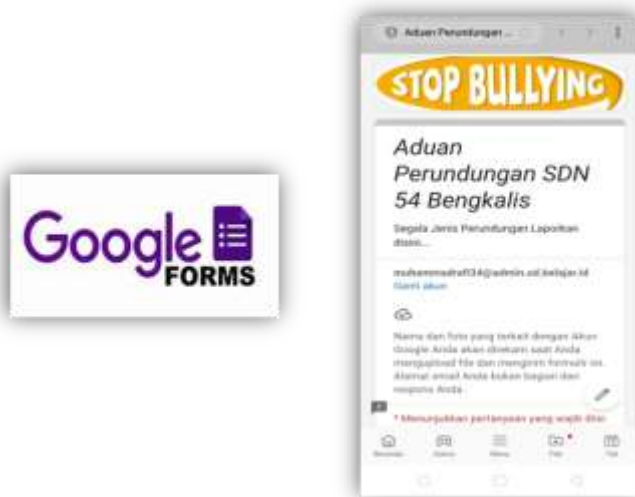 Google
FORMS
Aduan Perundungan ...
STOP BULLYING
Aduan
Perundungan SDN
54 Bengkalis
Segala Jenis Perundungan Laporkan
disini...
Ganti akun
Nama dan foto yang terkait dengan Akun
Google Anda akan direkam saat Anda
mengupload file dan mengirim formulir ini.
Alamat email Anda bukan bagian dari
respons Anda.
* Menunjukkan pertanyaan yang wajib diisi
Beranda
Menu